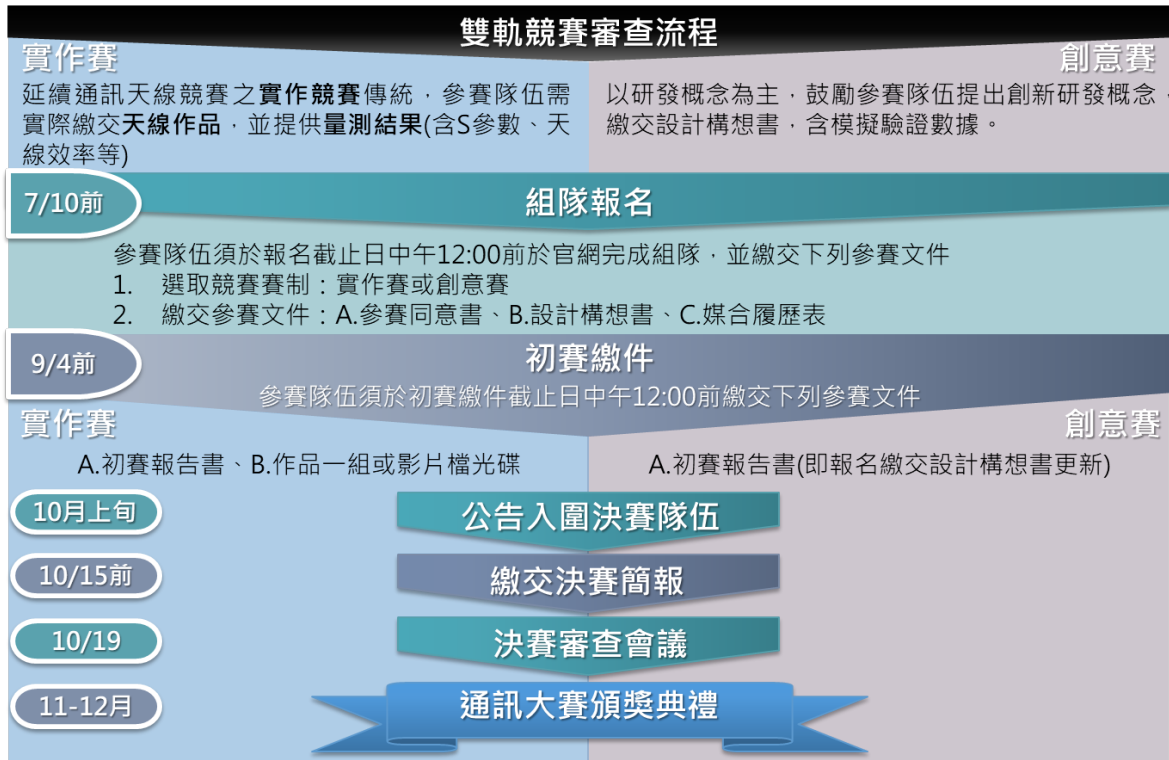 雙軌競賽審查流程
實作賽
延續通訊天線競賽之實作競賽傳統，參賽隊伍需
實際繳交天線作品，並提供量測結果(含S參數、天
線效率等)
創意賽
以研發概念為主，鼓勵參賽隊伍提出創新研發概念，
繳交設計構想書，含模擬驗證數據。
7/10前
組隊報名
參賽隊伍須於報名截止日中午12:00前於官網完成組隊，並繳交下列參賽文件
1. 選取競賽賽制：實作賽或創意賽
2. 繳交參賽文件：A.參賽同意書、B.設計構想書、C.媒合履歷表
9/4前
初賽繳件
參賽隊伍須於初賽繳件截止日中午12:00前繳交下列參賽文件
實作賽
A.初賽報告書、B.作品一組或影片檔光碟
創意賽
A.初賽報告書(即報名繳交設計構想書更新)
10月上旬
公告入圍決賽隊伍
10/15前
繳交決賽簡報
10/19
決賽審查會議
11-12月
通訊大賽頒獎典禮